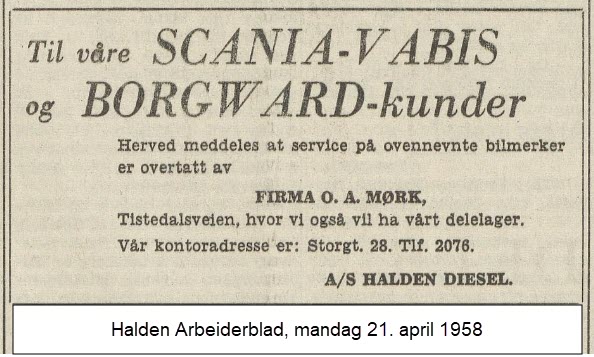 Til våre SCANIA-VABIS
og BORGWARD-kunder
Herved meddeles at service på ovennevnte bilmerker
er overtatt av
FIRMA O. A. MØRK,
Tistedalsveien, hvor vi også vil ha vårt delelager.
Vår kontoradresse er: Storgt. 28. Tlf. 2076.
A/S HALDEN DIESEL.
Halden Arbeiderblad, mandag 21. april 1958